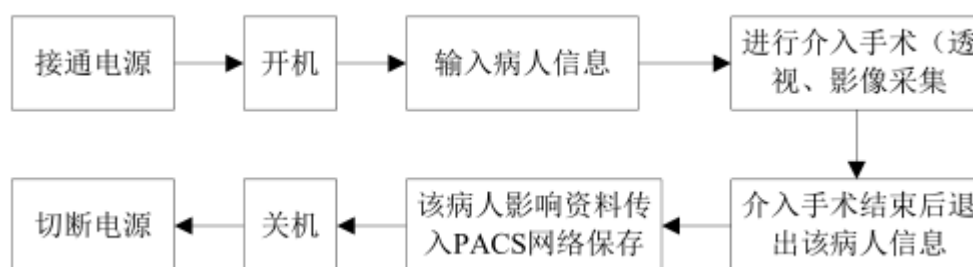 接通电源
开机
输入病人信息
进行介入手术（透
视、影像采集
介入手术结束后退
出该病人信息
该病人影响资料传
入PACS网络保存
关机
切断电源